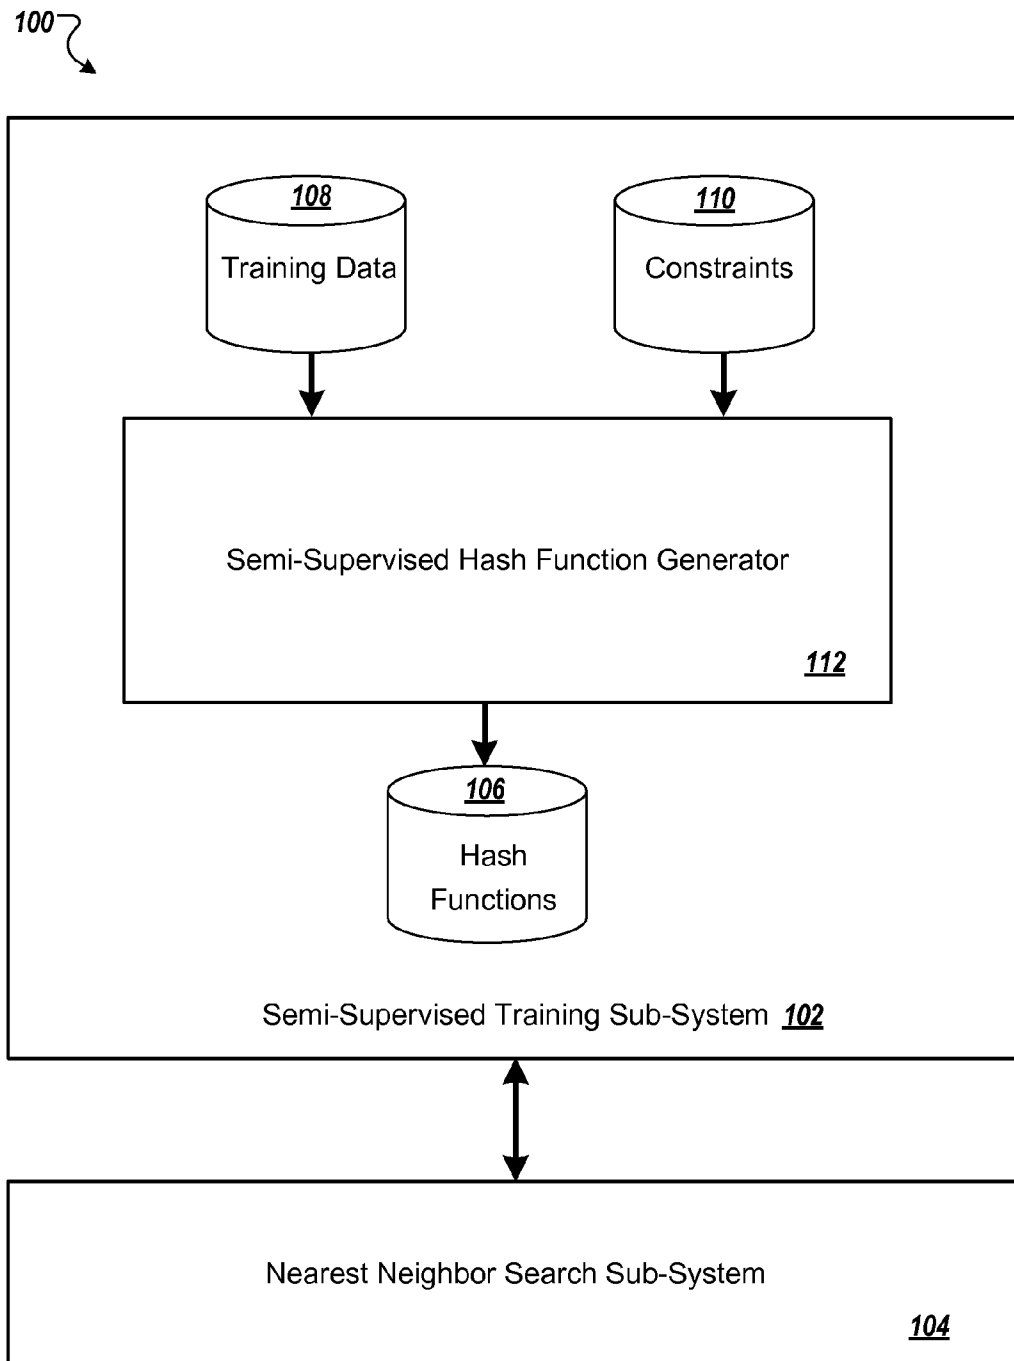 100
108
Training Data
110
Constraints
Semi-Supervised Hash Function Generator
112
106
Hash
Functions
Semi-Supervised Training Sub-System 102
Nearest Neighbor Search Sub-System
104